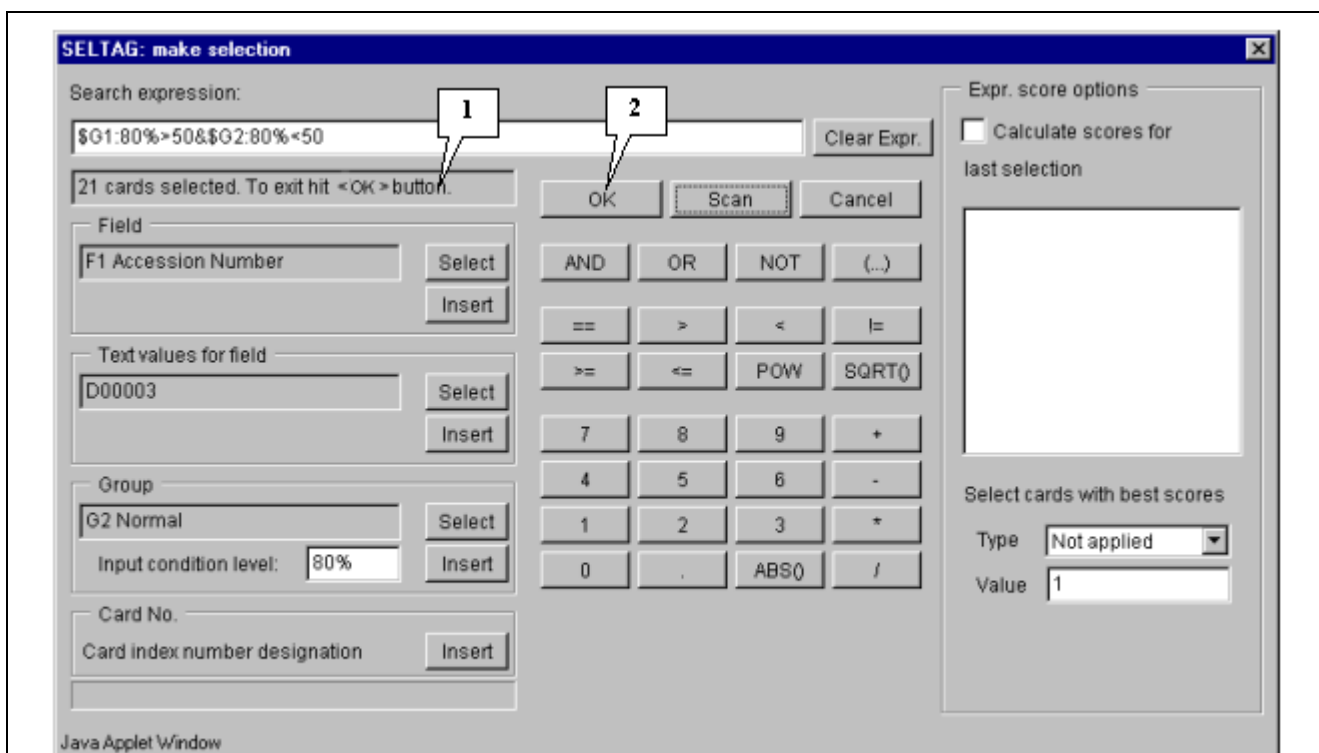 SELTAG: make selection
Search expression:
1
2
$G1:80%>50&$G2:80%<50
Clear Expr.
21 cards selected. To exit hit <OK> button.
OK
Scan
Cancel
Field
F1 Accession Number
Select
Insert
Text values for field
D00003
Select
Insert
Group
G2 Normal
Select
Input condition level:
80%
Insert
Card No.
Card index number designation
Insert
AND
OR
NOT
(...)
==
>
<
!=
>=
<=
POW
SQRT()
7
8
9
+
4
5
6
-
1
2
3
*
0
.
ABS()
/
Expr. score options
Calculate scores for
last selection
Select cards with best scores
Type
Not applied
Value
1
Java Applet Window